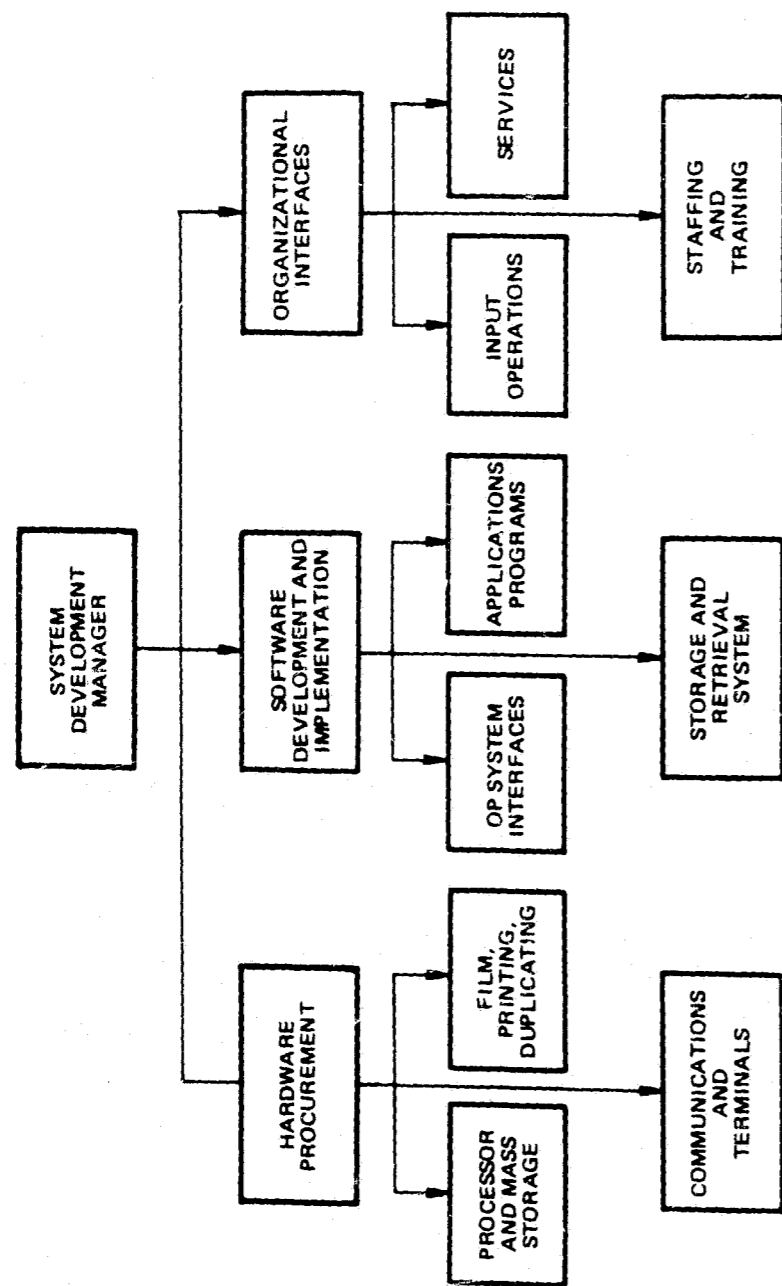 SYSTEM
DEVELOPMENT
MANAGER
HARDWARE
PROCUREMENT
SOFTWARE
DEVELOPMENT AND
IMPLEMENTATION
ORGANIZATIONAL
INTERFACES
PROCESSOR
AND MASS
STORAGE
FILM,
PRINTING,
DUPLICATING
OP SYSTEM
INTERFACES
APPLICATIONS
PROGRAMS
INPUT
OPERATIONS
SERVICES
COMMUNICATIONS
AND
TERMINALS
STORAGE AND
RETRIEVAL
SYSTEM
STAFFING
AND
TRAINING